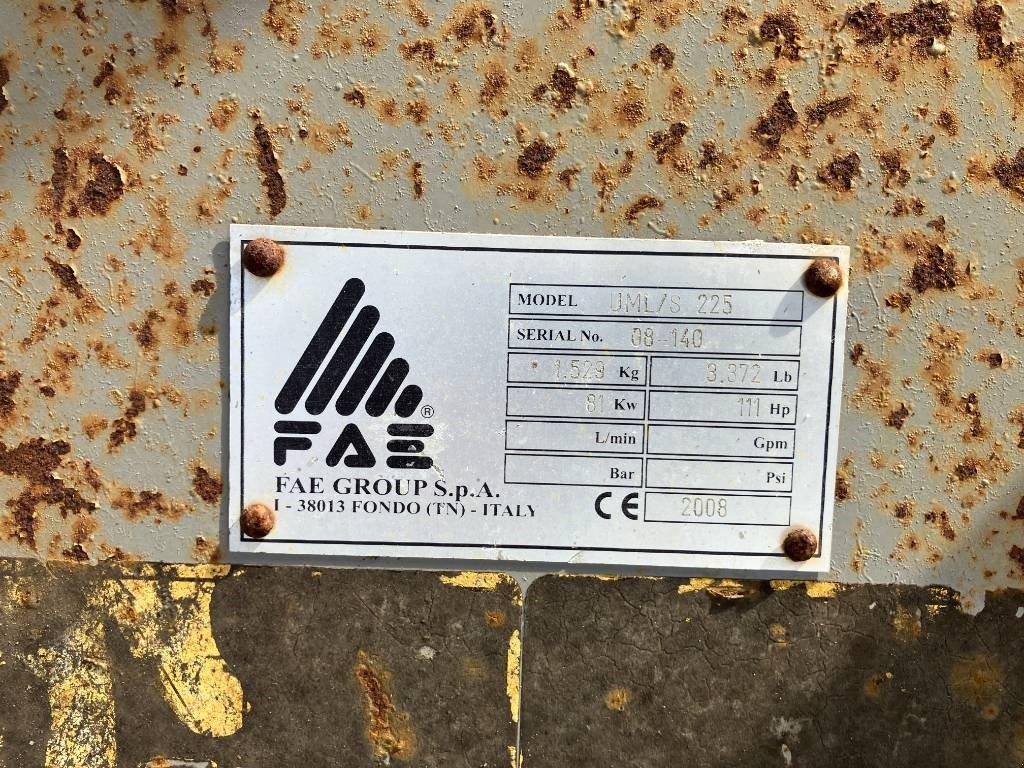 MODEL UML/S 225
SERIAL No. 08-140
1.529 Kg 3.372 Lb
81 Kw 111 Hp
L/min Gpm
Bar Psi
CE 2008
®
FAE
FAE GROUP S.p.A.
I - 38013 FONDO (TN) - ITALY